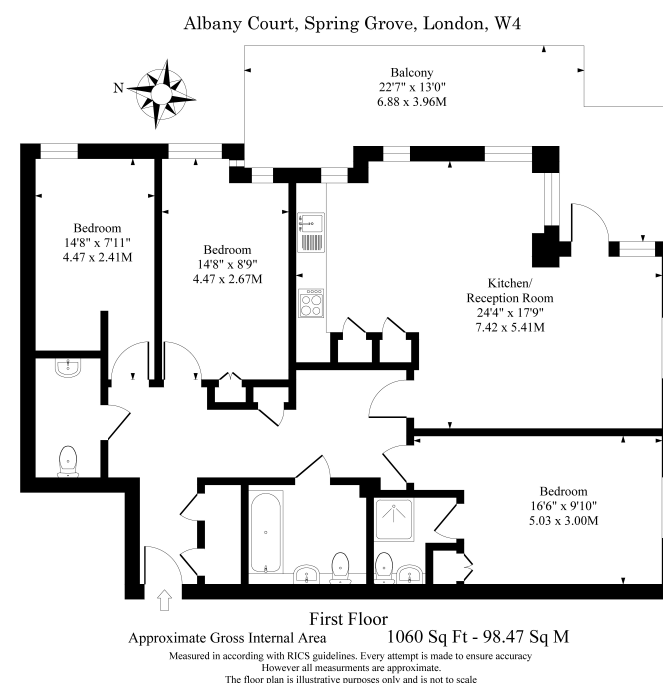 Albany Court, Spring Grove, London, W4
N
Balcony
22'7" x 13'0"
6.88 x 3.96M
Bedroom
14'8" x 7'11"
4.47 x 2.41M
Bedroom
14'8" x 8'9"
4.47 x 2.67M
Kitchen/
Reception Room
24'4" x 17'9"
7.42 x 5.41M
Bedroom
16'6" x 9'10"
5.03 x 3.00M
First Floor
Approximate Gross Internal Area 1060 Sq Ft - 98.47 Sq M
Measured in according with RICS guidelines. Every attempt is made to ensure accuracy
However all measurments are approximate.
The floor plan is illustrative purposes only and is not to scale